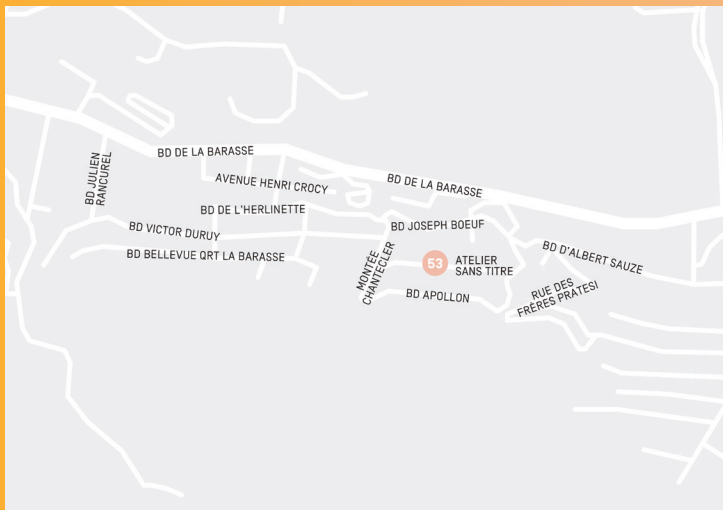 BD DE LA BARASSE
BD JULIEN
RANCUREL
AVENUE HENRI CROCY
BD DE LA BARASSE
BD DE L'HERLINETTE
BD VICTOR DURUY
BD JOSEPH BOEUF
BD BELLEVUE QRT LA BARASSE
MONTÉE
CHANTECLER
53
ATELIER
SANS TITRE
BD D'ALBERT SAUZE
BD APOLLON
RUE DES
FRÈRES PRATESI